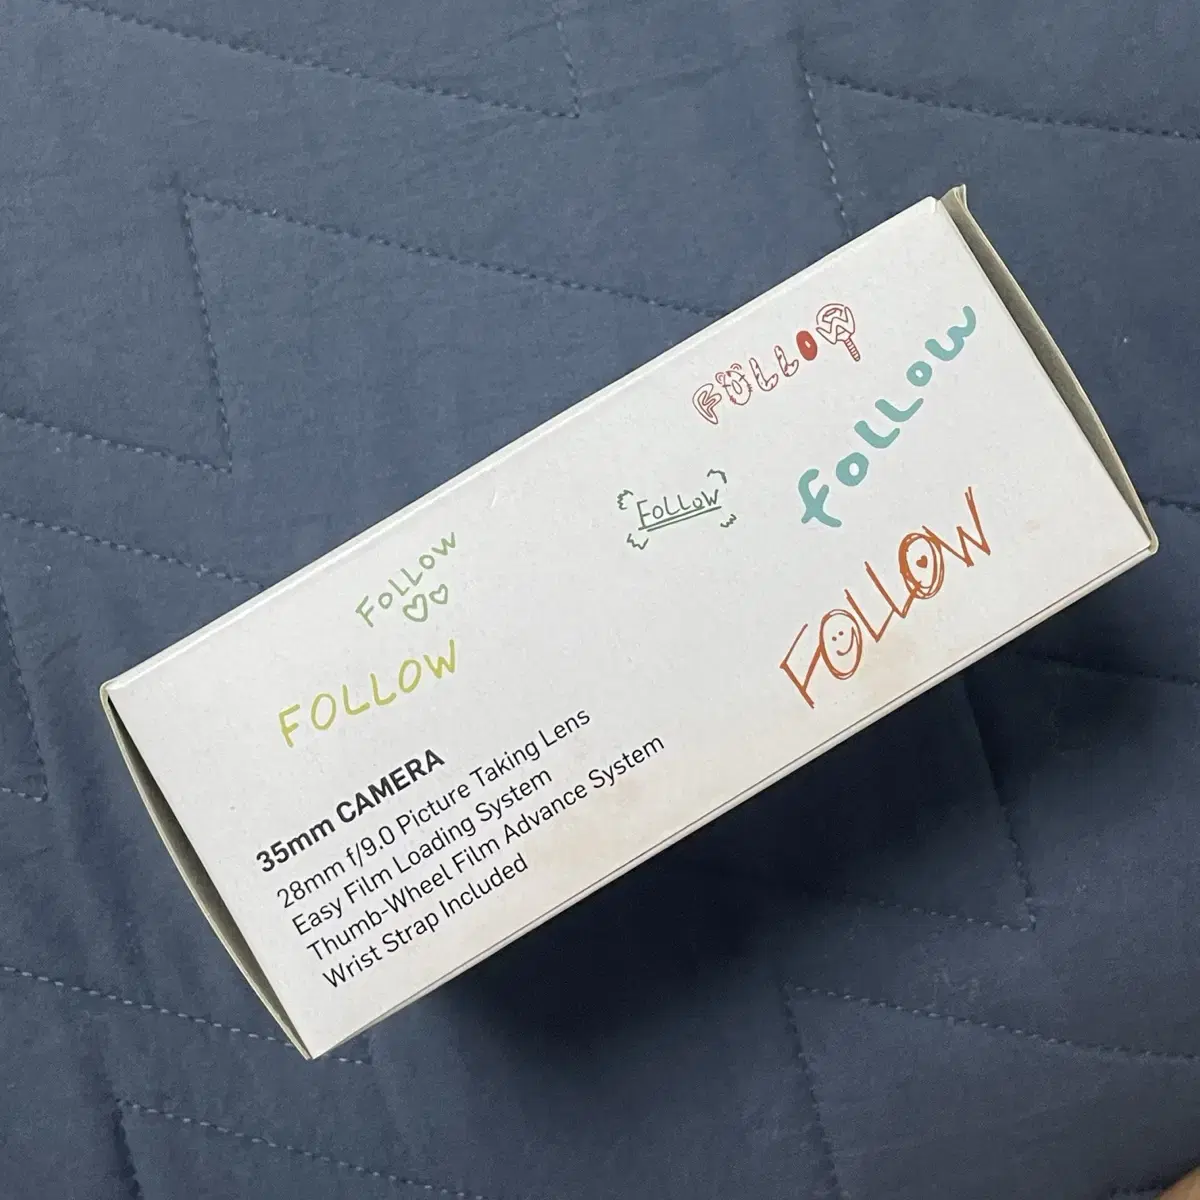 FOLLOW
FOLLOW
FOLLOW
FOLLOW
FOLLOW
FOLLOW
35mm CAMERA
28mm f/9.0 Picture Taking Lens
Easy Film Loading System
Thumb-Wheel Film Advance System
Wrist Strap Included